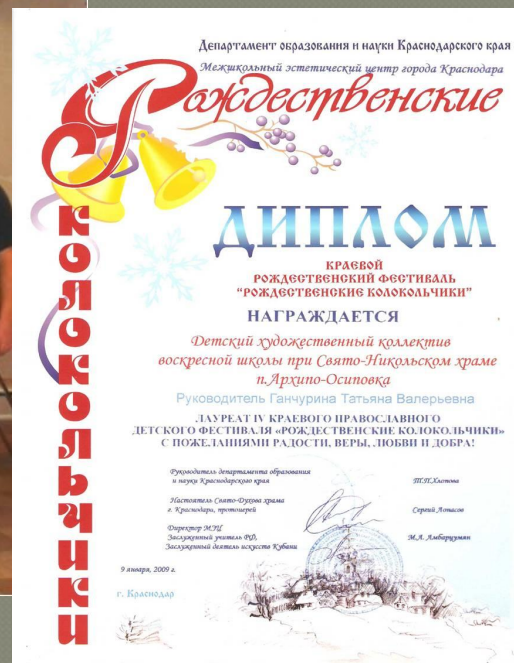 Департамент образования и науки Краснодарского края
Межшкольный эстетический центр города Краснодара
Рождественские
КОЛОКОЛЬЧИКИ
ДИПЛОМ
КРАЕВОЙ
РОЖДЕСТВЕНСКИЙ ФЕСТИВАЛЬ
"РОЖДЕСТВЕНСКИЕ КОЛОКОЛЬЧИКИ"
НАГРАЖДАЕТСЯ
Детский художественный коллектив
воскресной школы при Свято-Никольском храме
п.Архипо-Осиповка
Руководитель Ганчурина Татьяна Валерьевна
ЛАУРЕАТ IV КРАЕВОГО ПРАВОСЛАВНОГО
ДЕТСКОГО ФЕСТИВАЛЯ «РОЖДЕСТВЕНСКИЕ КОЛОКОЛЬЧИКИ»
С ПОЖЕЛАНИЯМИ РАДОСТИ, ВЕРЫ, ЛЮБВИ И ДОБРА!
Руководитель департамента образования
и науки Краснодарского края
Т.П.Хлопова
Настоятель Свято-Духова храма
г. Краснодара, протоиерей
Сергий
Директор МЭЦ
Заслуженный учитель РФ,
Заслуженный деятель искусств Кубани
М.А. Амбарцумян
9 января, 2009 г.
г. Краснодар